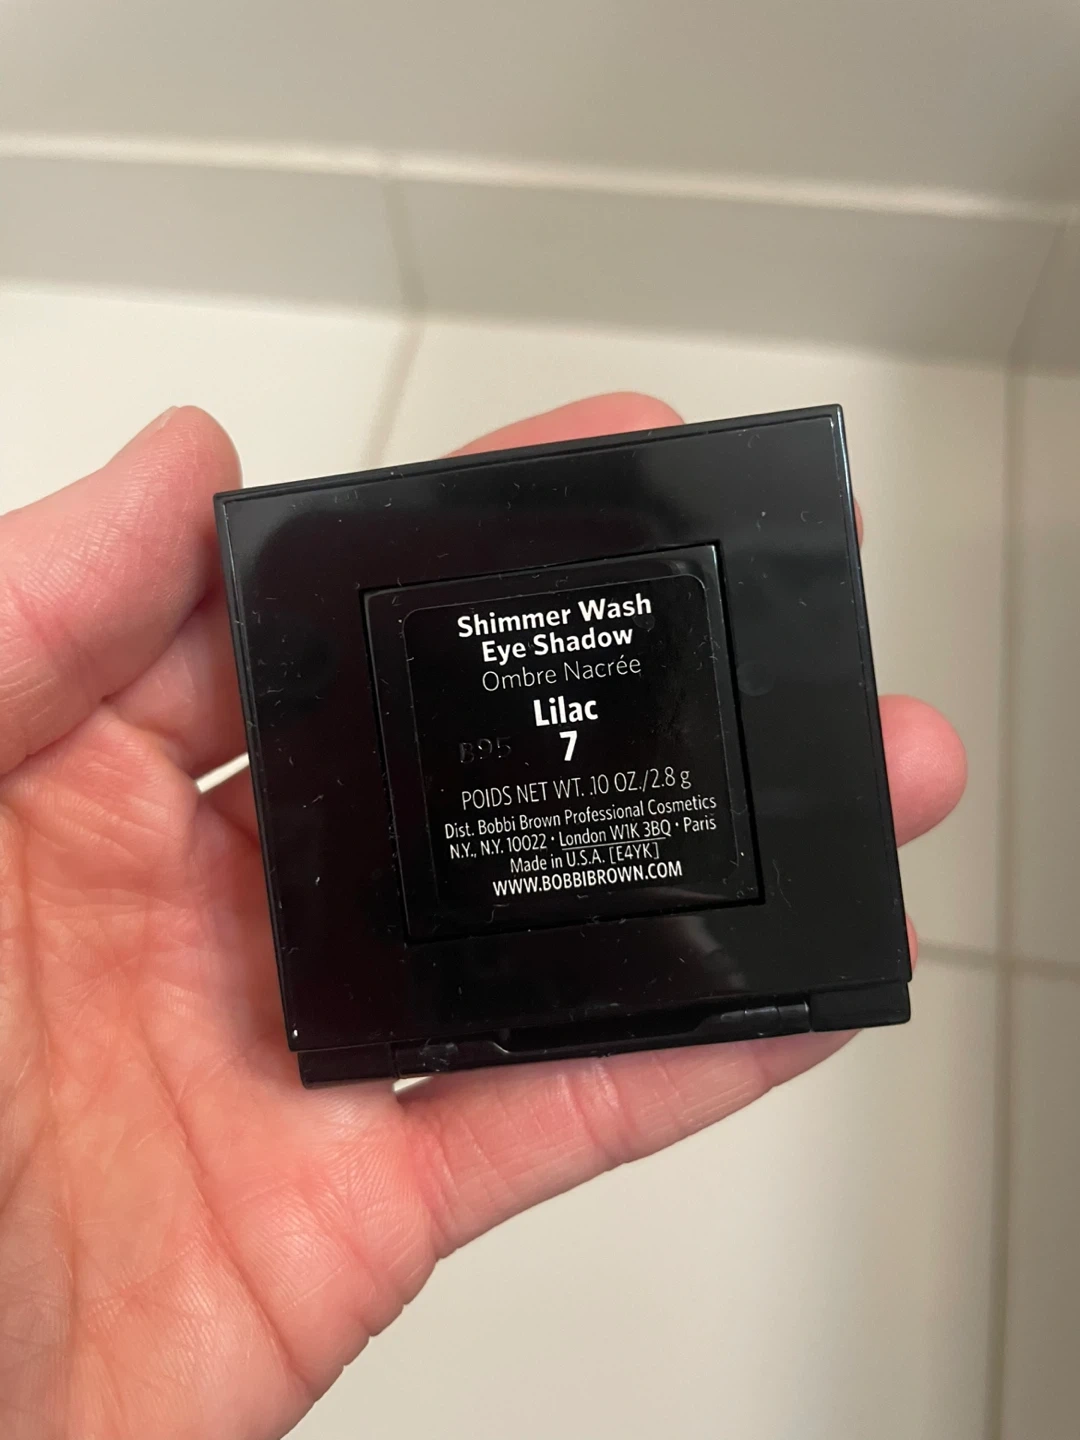 Shimmer Wash
Eye Shadow
Ombre Nacrée
Lilac
B95 7
POIDS NET WT. .10 OZ./2.8 g
Dist. Bobbi Brown Professional Cosmetics
N.Y., N.Y. 10022 • London W1K 3BQ • Paris
Made in U.S.A. [E4YK]
WWW.BOBBIBROWN.COM